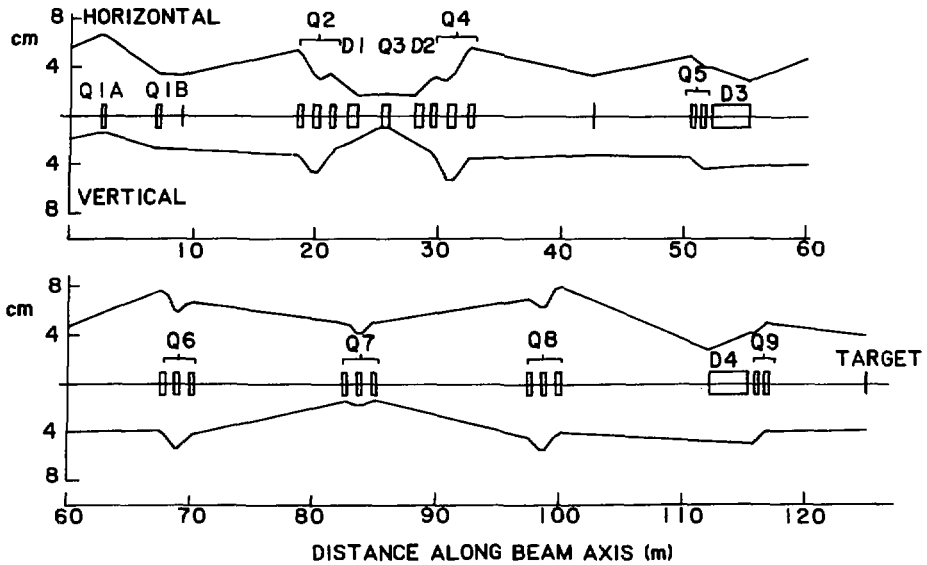 8 HORIZONTAL
cm
4
Q2
D1 Q3 D2
Q4
Q1A Q1B
Q5
D3
4
8
VERTICAL
10 20 30 40 50 60
8
cm
4
Q6 Q7 Q8 D4 Q9 TARGET
4
8
60 70 80 90 100 110 120
DISTANCE ALONG BEAM AXIS (m)